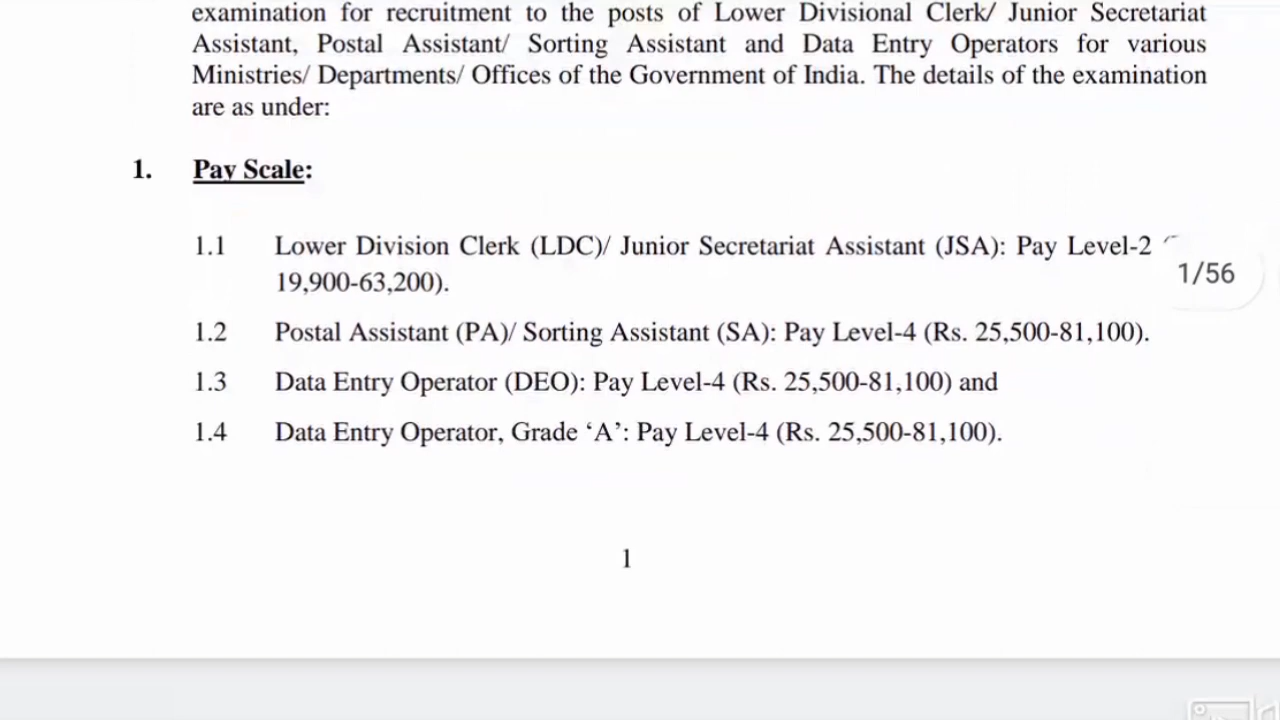 examination for recruitment to the posts of Lower Divisional Clerk/ Junior Secretariat
Assistant, Postal Assistant/ Sorting Assistant and Data Entry Operators for various
Ministries/ Departments/ Offices of the Government of India. The details of the examination
are as under:
1. Pay Scale:
1.1 Lower Division Clerk (LDC)/ Junior Secretariat Assistant (JSA): Pay Level-2
1/56
19,900-63,200).
1.2 Postal Assistant (PA)/ Sorting Assistant (SA): Pay Level-4 (Rs. 25,500-81,100).
1.3 Data Entry Operator (DEO): Pay Level-4 (Rs. 25,500-81,100) and
1.4 Data Entry Operator, Grade ‘A’: Pay Level-4 (Rs. 25,500-81,100).
1